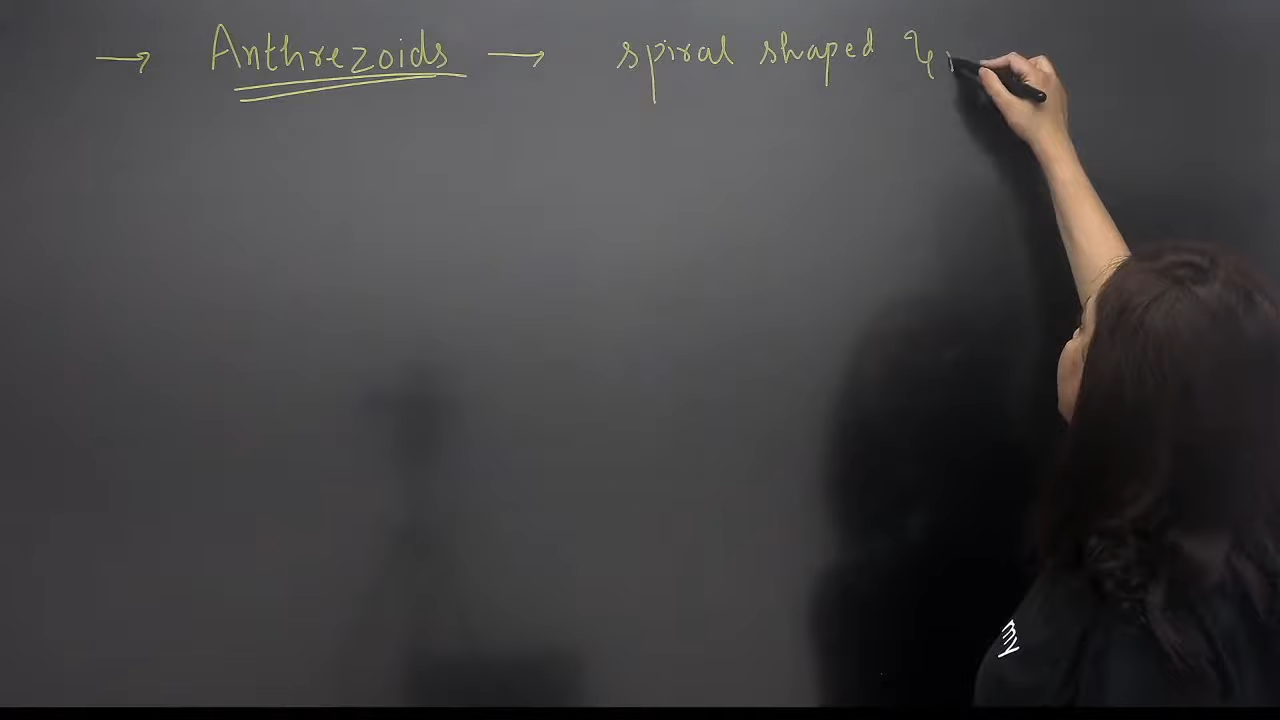 → Anthrezoids → spiral shaped &